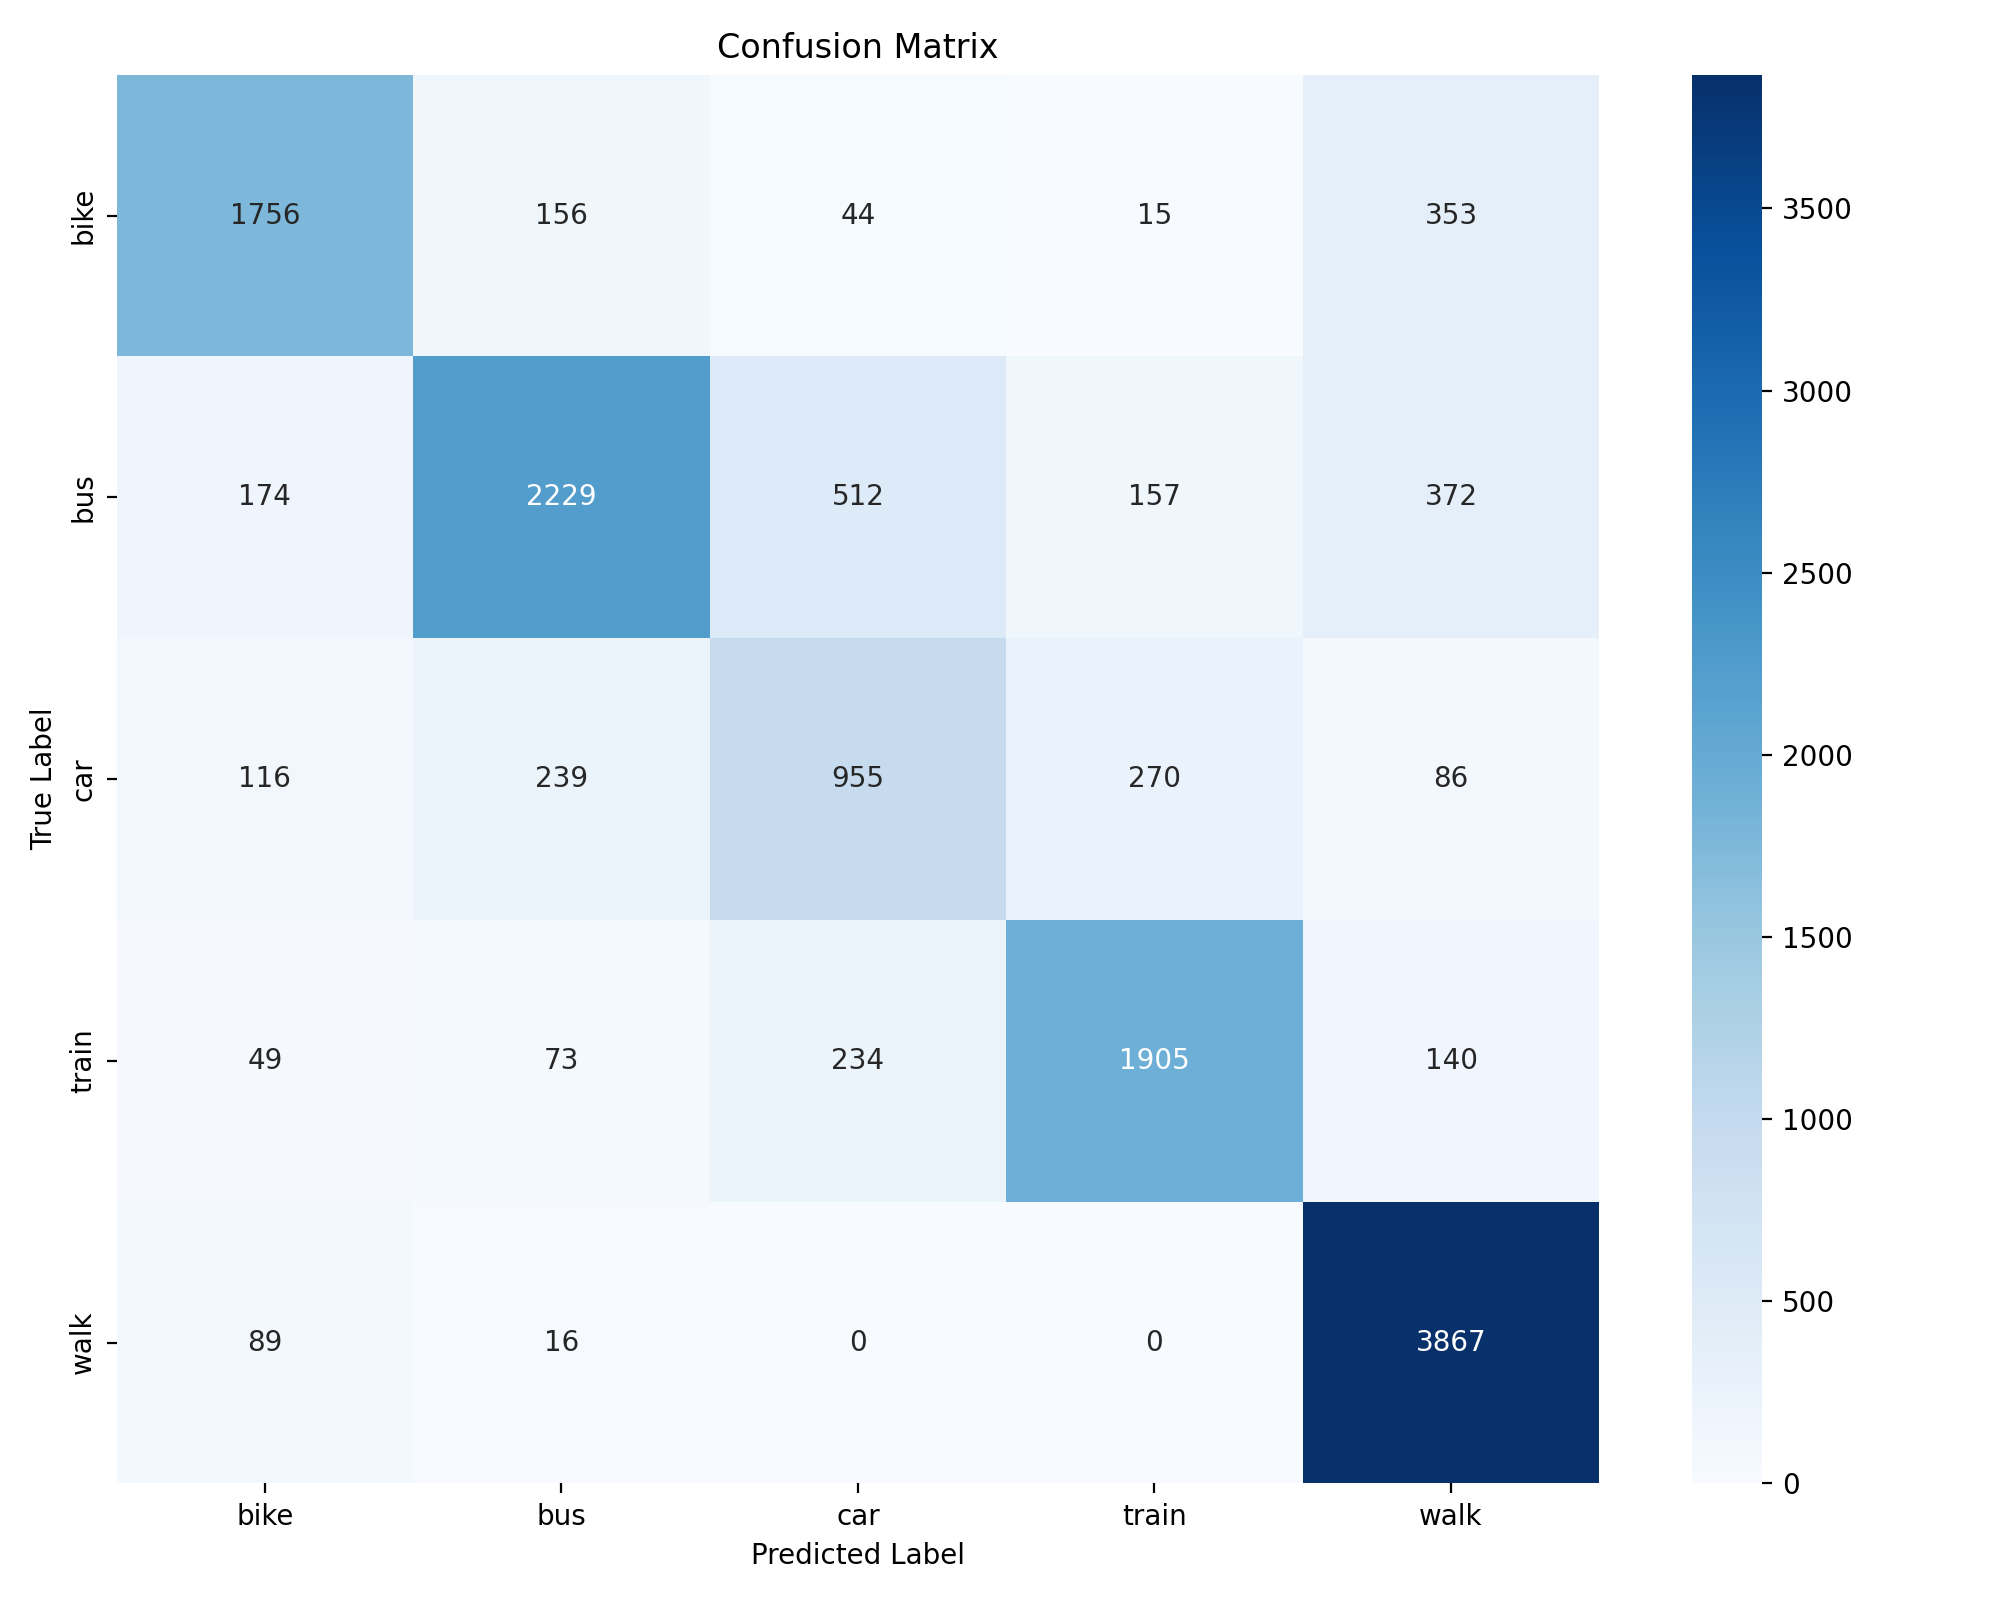 Confusion Matrix
True Label
bike 1756 156 44 15 353
bus 174 2229 512 157 372
car 116 239 955 270 86
train 49 73 234 1905 140
walk 89 16 0 0 3867
bike bus car train walk
Predicted Label
3500
3000
2500
2000
1500
1000
500
0